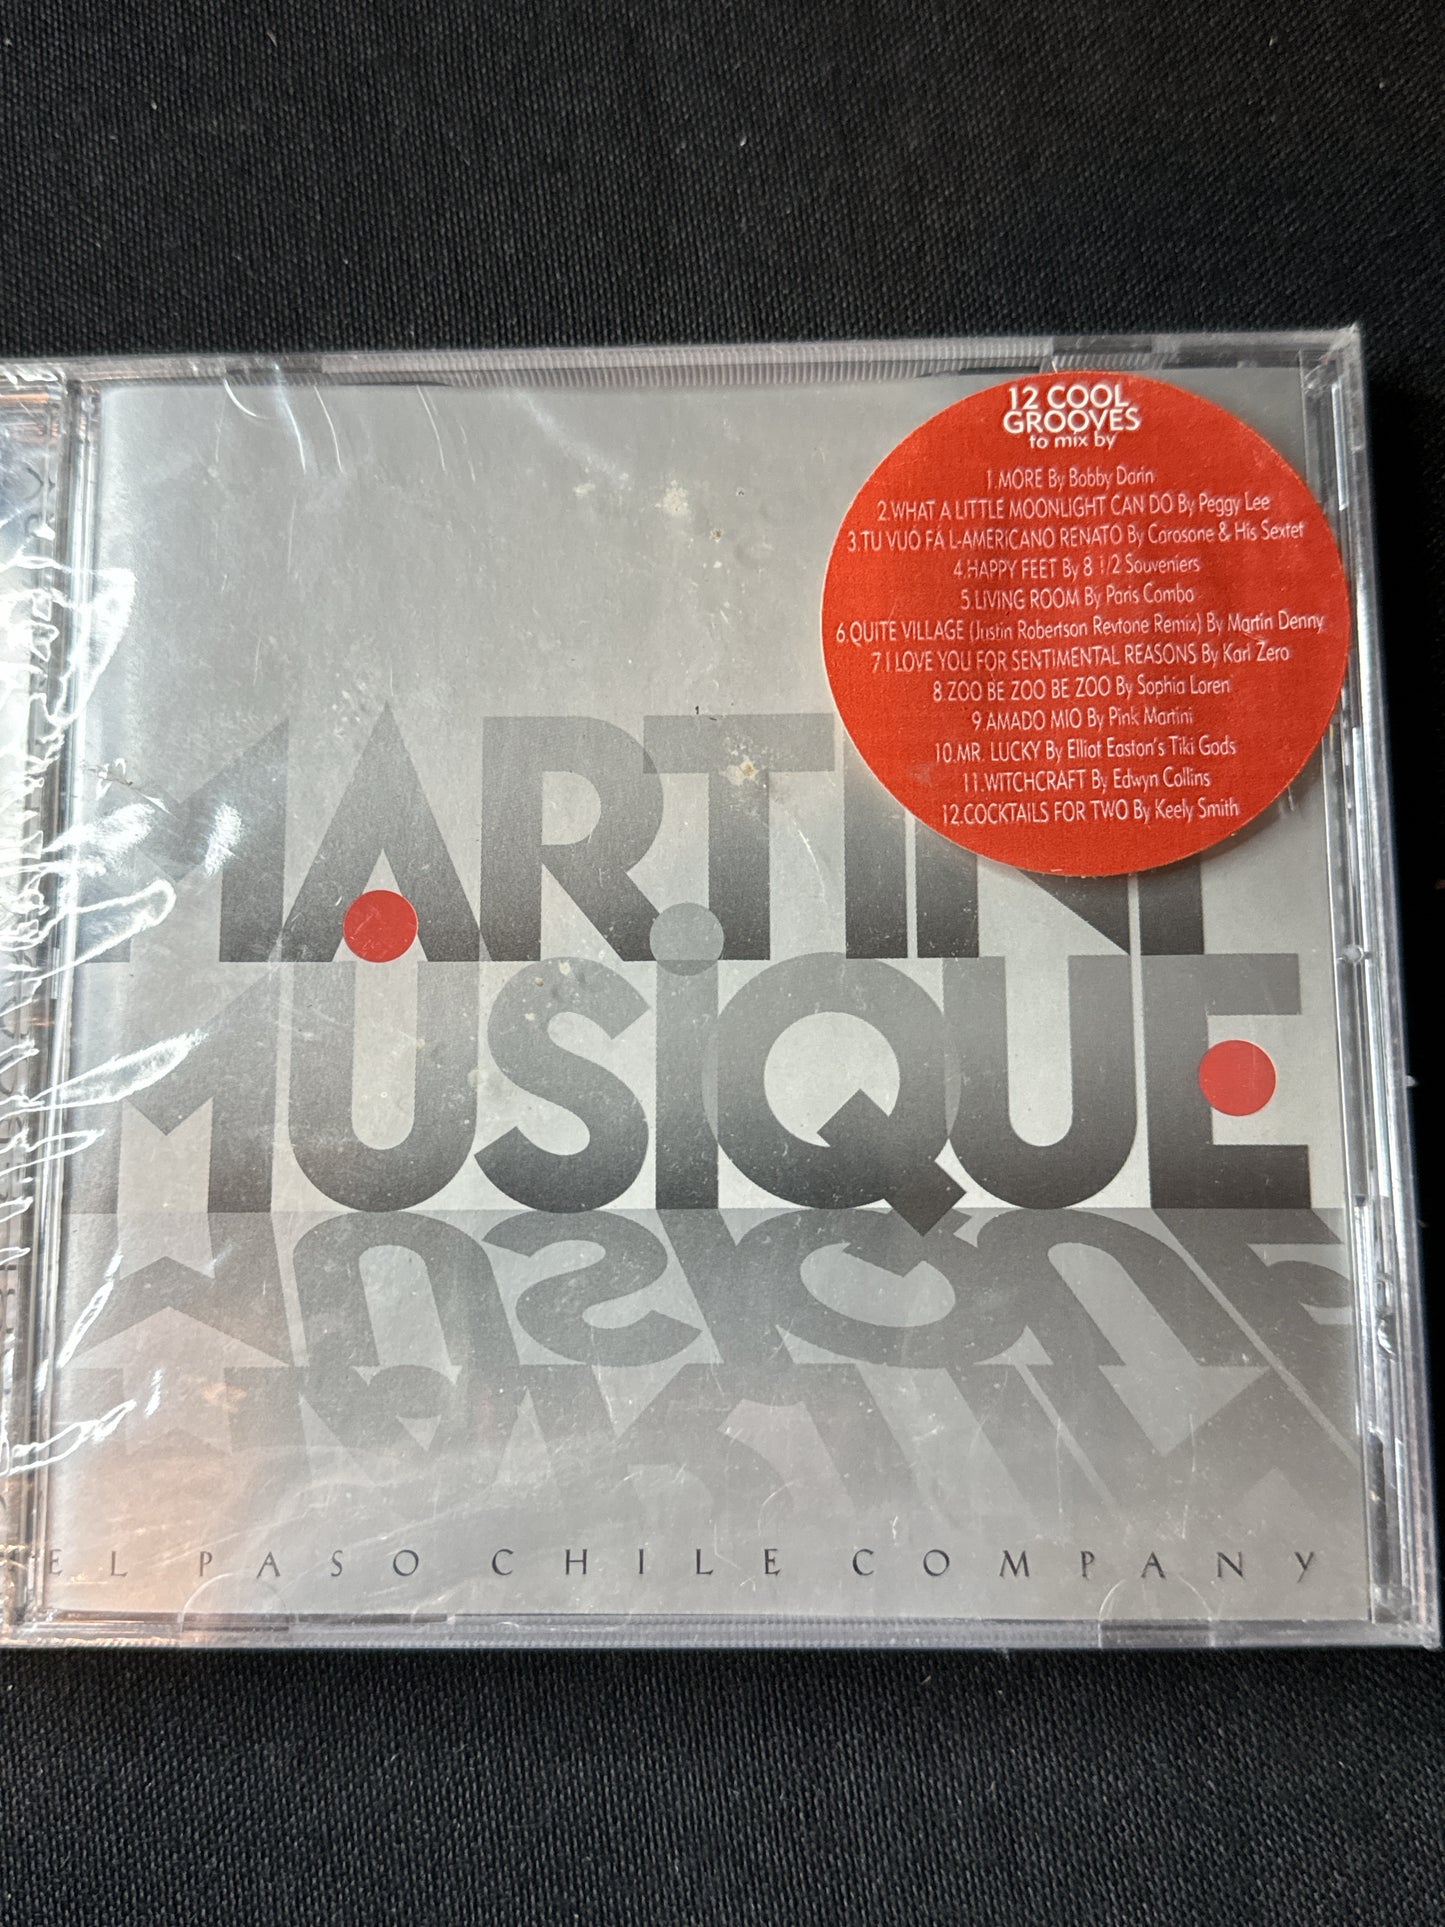 12 COOL
GROOVES
to mix by
1.MORE By Bobby Darin
2.WHAT A LITTLE MOONLIGHT CAN DO By Peggy Lee
3.TU VUO FÁ L-AMERICANO RENATO By Carosone & His Sextet
4.HAPPY FEET By 8 1/2 Souveniers
5.LIVING ROOM By Paris Combo
6.QUITE VILLAGE (Justin Robertson Revtone Remix) By Martin Denny
7.I LOVE YOU FOR SENTIMENTAL REASONS By Karl Zero
8.ZOO BE ZOO BE ZOO By Sophia Loren
9.AMADO MIO By Pink Martini
10.MR. LUCKY By Elliot Easton's Tiki Gods
11.WITCHCRAFT By Edwyn Collins
12.COCKTAILS FOR TWO By Keely Smith
MARTINI
MUSiQUE
EL PASO CHILE COMPANY